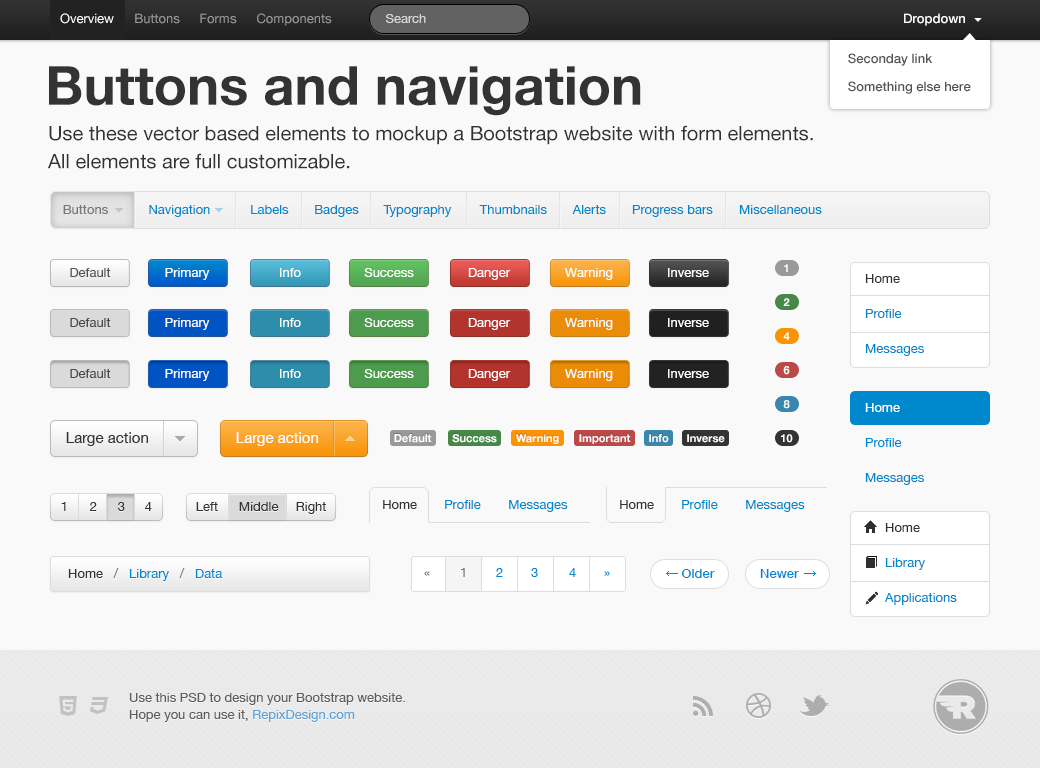 Overview Buttons Forms Components Search Dropdown
Seconday link
Something else here
Buttons and navigation
Use these vector based elements to mockup a Bootstrap website with form elements.
All elements are full customizable.
Buttons Navigation Labels Badges Typography Thumbnails Alerts Progress bars Miscellaneous
Default Primary Info Success Danger Warning Inverse 1
Default Primary Info Success Danger Warning Inverse 2
4
Default Primary Info Success Danger Warning Inverse 6
8
Large action Large action Default Success Warning Important Info Inverse 10
Home
Profile
Messages
Home
Profile
Messages
1 2 3 4 Left Middle Right Home Profile Messages Home Profile Messages
Home / Library / Data « 1 2 3 4 » ← Older Newer →
Home
Library
Applications
Use this PSD to design your Bootstrap website.
Hope you can use it, RepixDesign.com
5 3 R